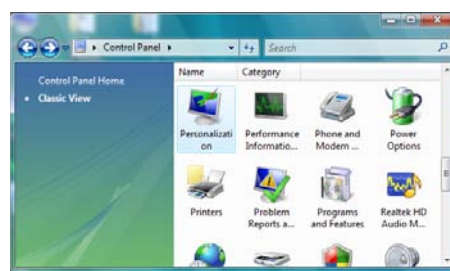 Control Panel
Search
Control Panel Home
Classic View
Name Category
Personalizati
on
Performance
Informatio...
Phone and
Modem ...
Power
Options
Printers
Problem
Reports a...
Programs
and Features
Realtek HD
Audio M...